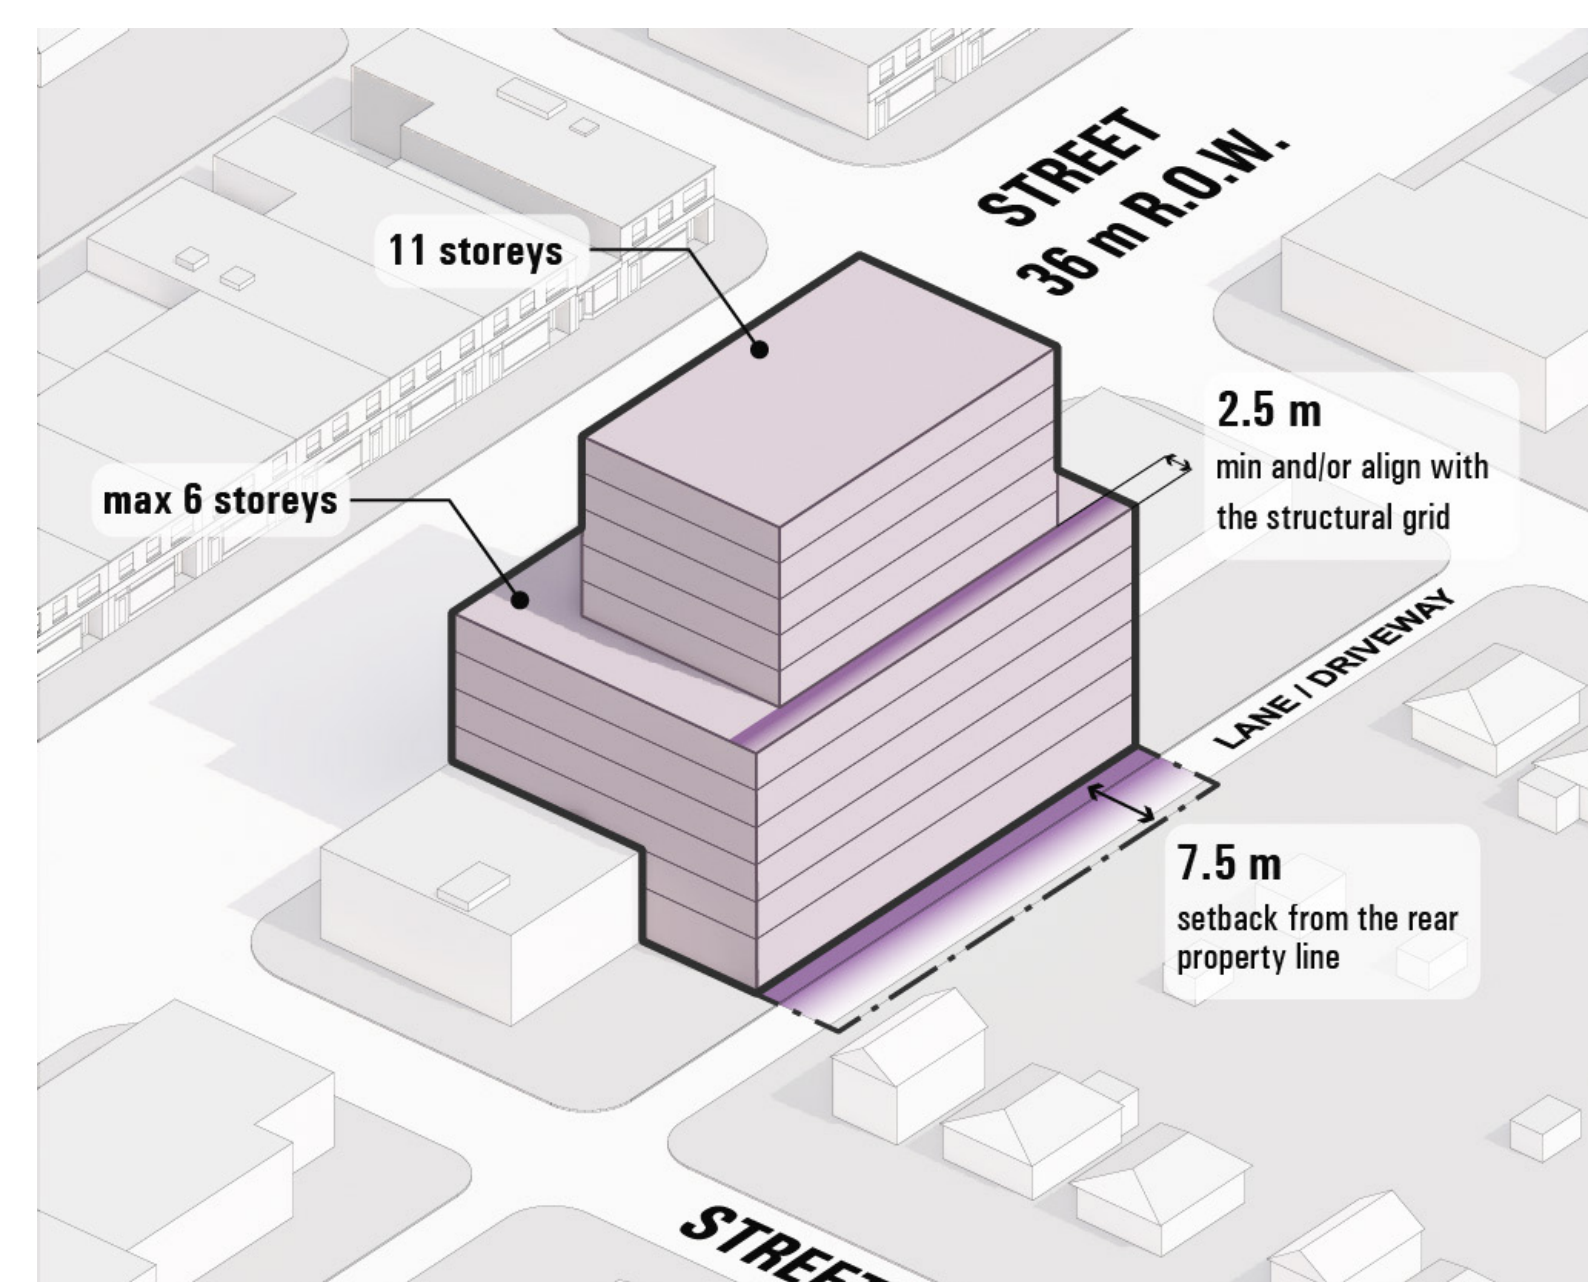 STREET
36 m R.O.W.
11 storeys
2.5 m
min and/or align with
the structural grid
max 6 storeys
LANE / DRIVEWAY
7.5 m
setback from the rear
property line
STREET